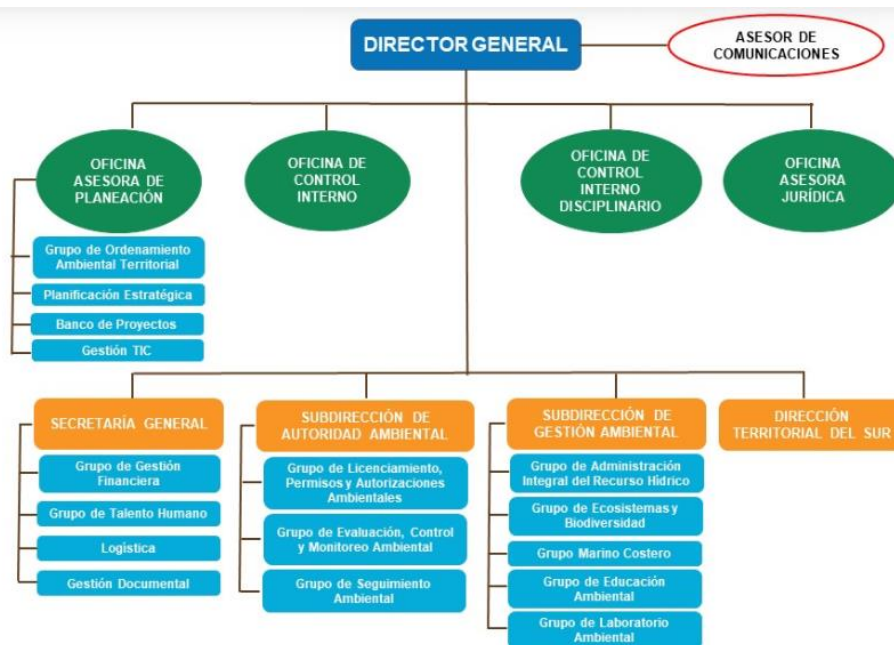 DIRECTOR GENERAL
ASESOR DE
COMUNICACIONES
OFICINA
ASESORA DE
PLANEACIÓN
OFICINA DE
CONTROL
INTERNO
OFICINA DE
CONTROL
INTERNO
DISCIPLINARIO
OFICINA
ASESORA
JURÍDICA
Grupo de Ordenamiento
Ambiental Territorial
Planificación Estratégica
Banco de Proyectos
Gestión TIC
SECRETARÍA GENERAL
Grupo de Gestión
Financiera
Grupo de Talento Humano
Logística
Gestión Documental
SUBDIRECCIÓN DE
AUTORIDAD AMBIENTAL
Grupo de Licenciamiento,
Permisos y Autorizaciones
Ambientales
Grupo de Evaluación, Control
y Monitoreo Ambiental
Grupo de Seguimiento
Ambiental
SUBDIRECCIÓN DE
GESTIÓN AMBIENTAL
Grupo de Administración
Integral del Recurso Hídrico
Grupo de Ecosistemas y
Biodiversidad
Grupo Marino Costero
Grupo de Educación
Ambiental
Grupo de Laboratorio
Ambiental
DIRECCIÓN
TERRITORIAL DEL SUR